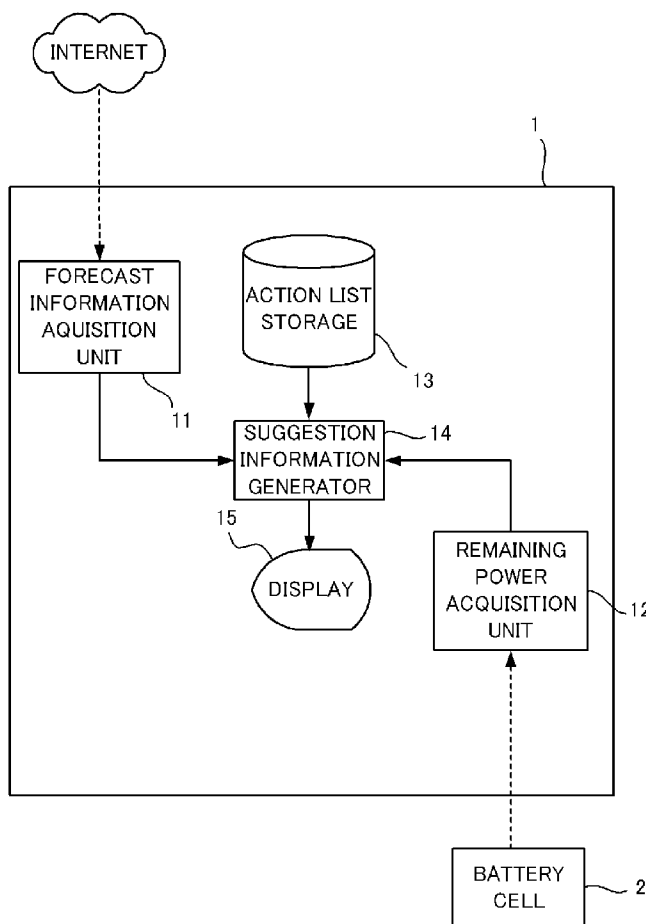 INTERNET
1
FORECAST
INFORMATION
AQUISITION
UNIT
11
ACTION LIST
STORAGE
13
SUGGESTION
INFORMATION
GENERATOR
14
15
DISPLAY
REMAINING
POWER
ACQUISITION
UNIT
12
BATTERY
CELL
2